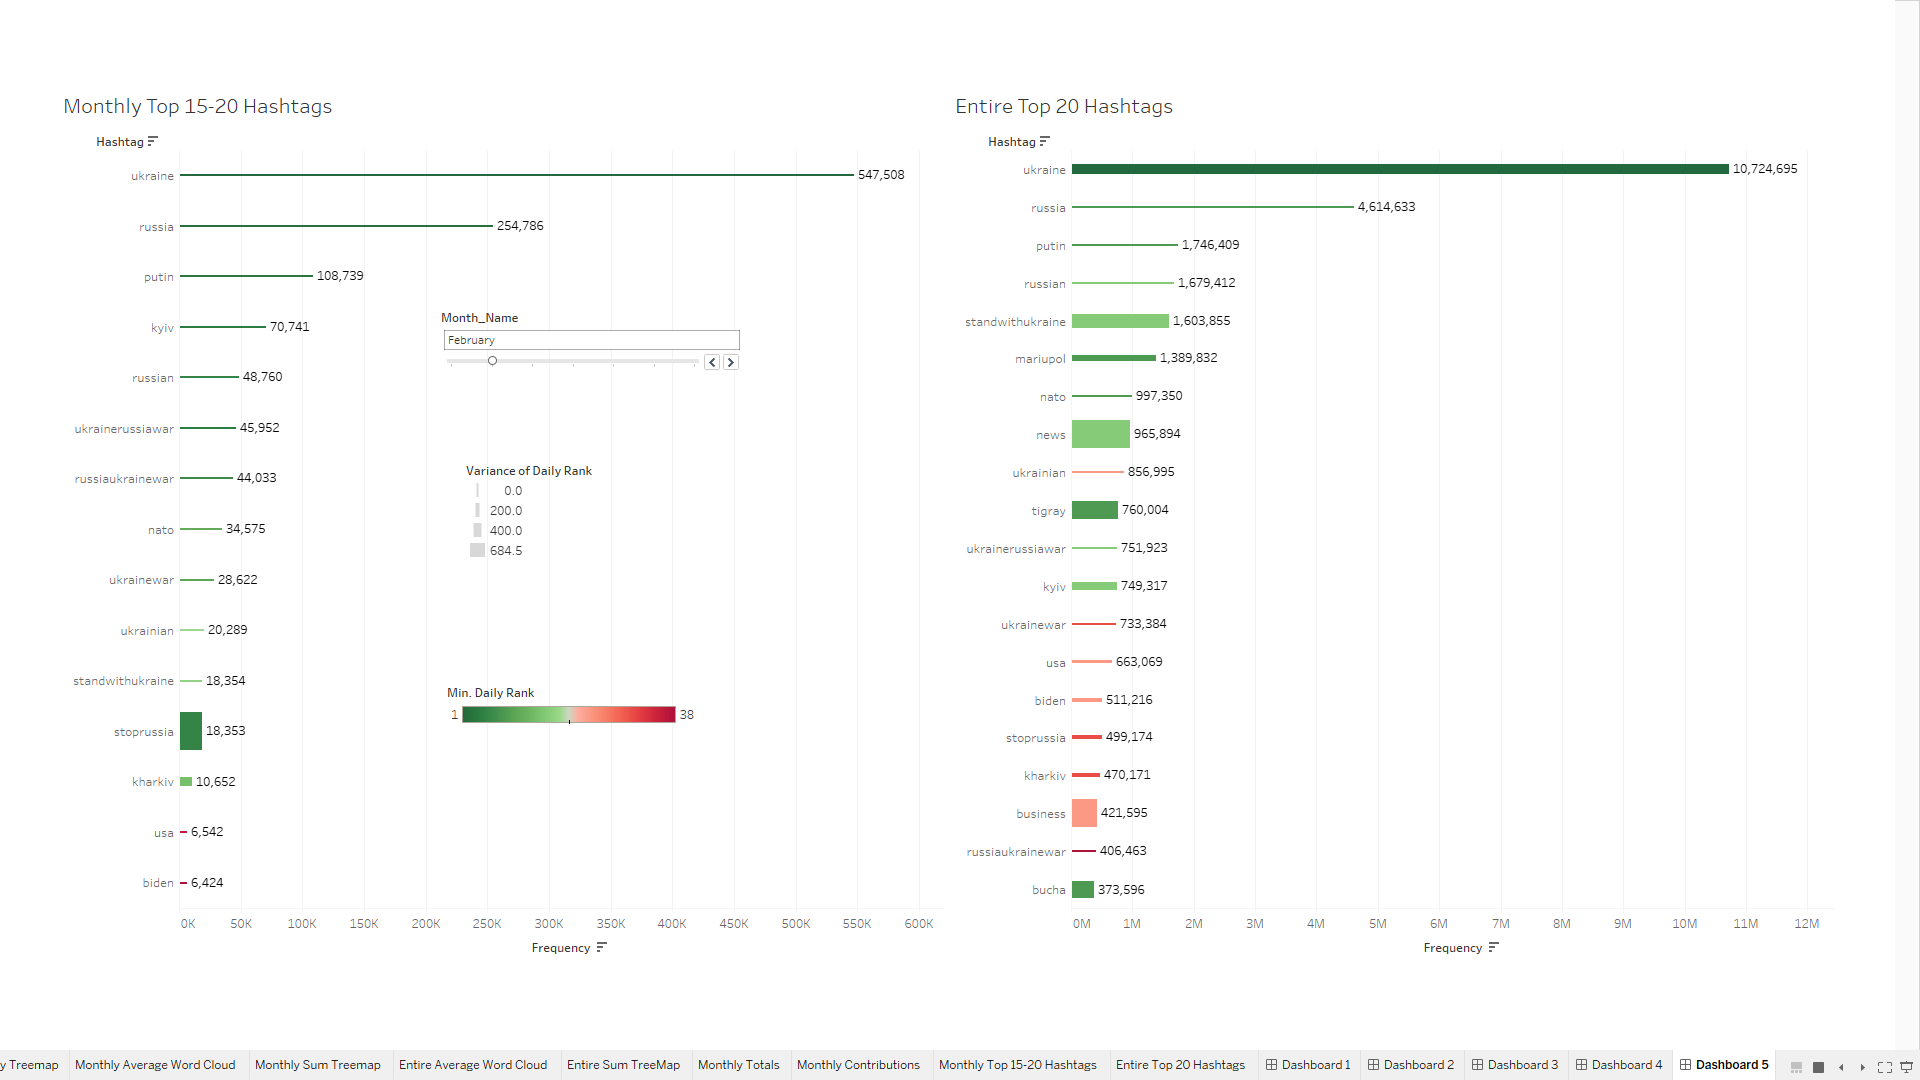 Monthly Top 15-20 Hashtags
Hashtag
ukraine 547,508
russia 254,786
putin 108,739
kyiv 70,741
russian 48,760
ukrainerussiawar 45,952
russiaukrainewar 44,033
nato 34,575
ukrainewar 28,622
ukrainian 20,289
standwithukraine 18,354
stoprussia 18,353
kharkiv 10,652
usa 6,542
biden 6,424
0K 50K 100K 150K 200K 250K 300K 350K 400K 450K 500K 550K 600K
Frequency
Month_Name
February
Variance of Daily Rank
0.0
200.0
400.0
684.5
Min. Daily Rank
1 38
Entire Top 20 Hashtags
Hashtag
ukraine 10,724,695
russia 4,614,633
putin 1,746,409
russian 1,679,412
standwithukraine 1,603,855
mariupol 1,389,832
nato 997,350
news 965,894
ukrainian 856,995
tigray 760,004
ukrainerussiawar 751,923
kyiv 749,317
ukrainewar 733,384
usa 663,069
biden 511,216
stoprussia 499,174
kharkiv 470,171
business 421,595
russiaukrainewar 406,463
bucha 373,596
0M 1M 2M 3M 4M 5M 6M 7M 8M 9M 10M 11M 12M
Frequency
y Treemap Monthly Average Word Cloud Monthly Sum Treemap Entire Average Word Cloud Entire Sum TreeMap Monthly Totals Monthly Contributions Monthly Top 15-20 Hashtags Entire Top 20 Hashtags Dashboard 1 Dashboard 2 Dashboard 3 Dashboard 4 Dashboard 5